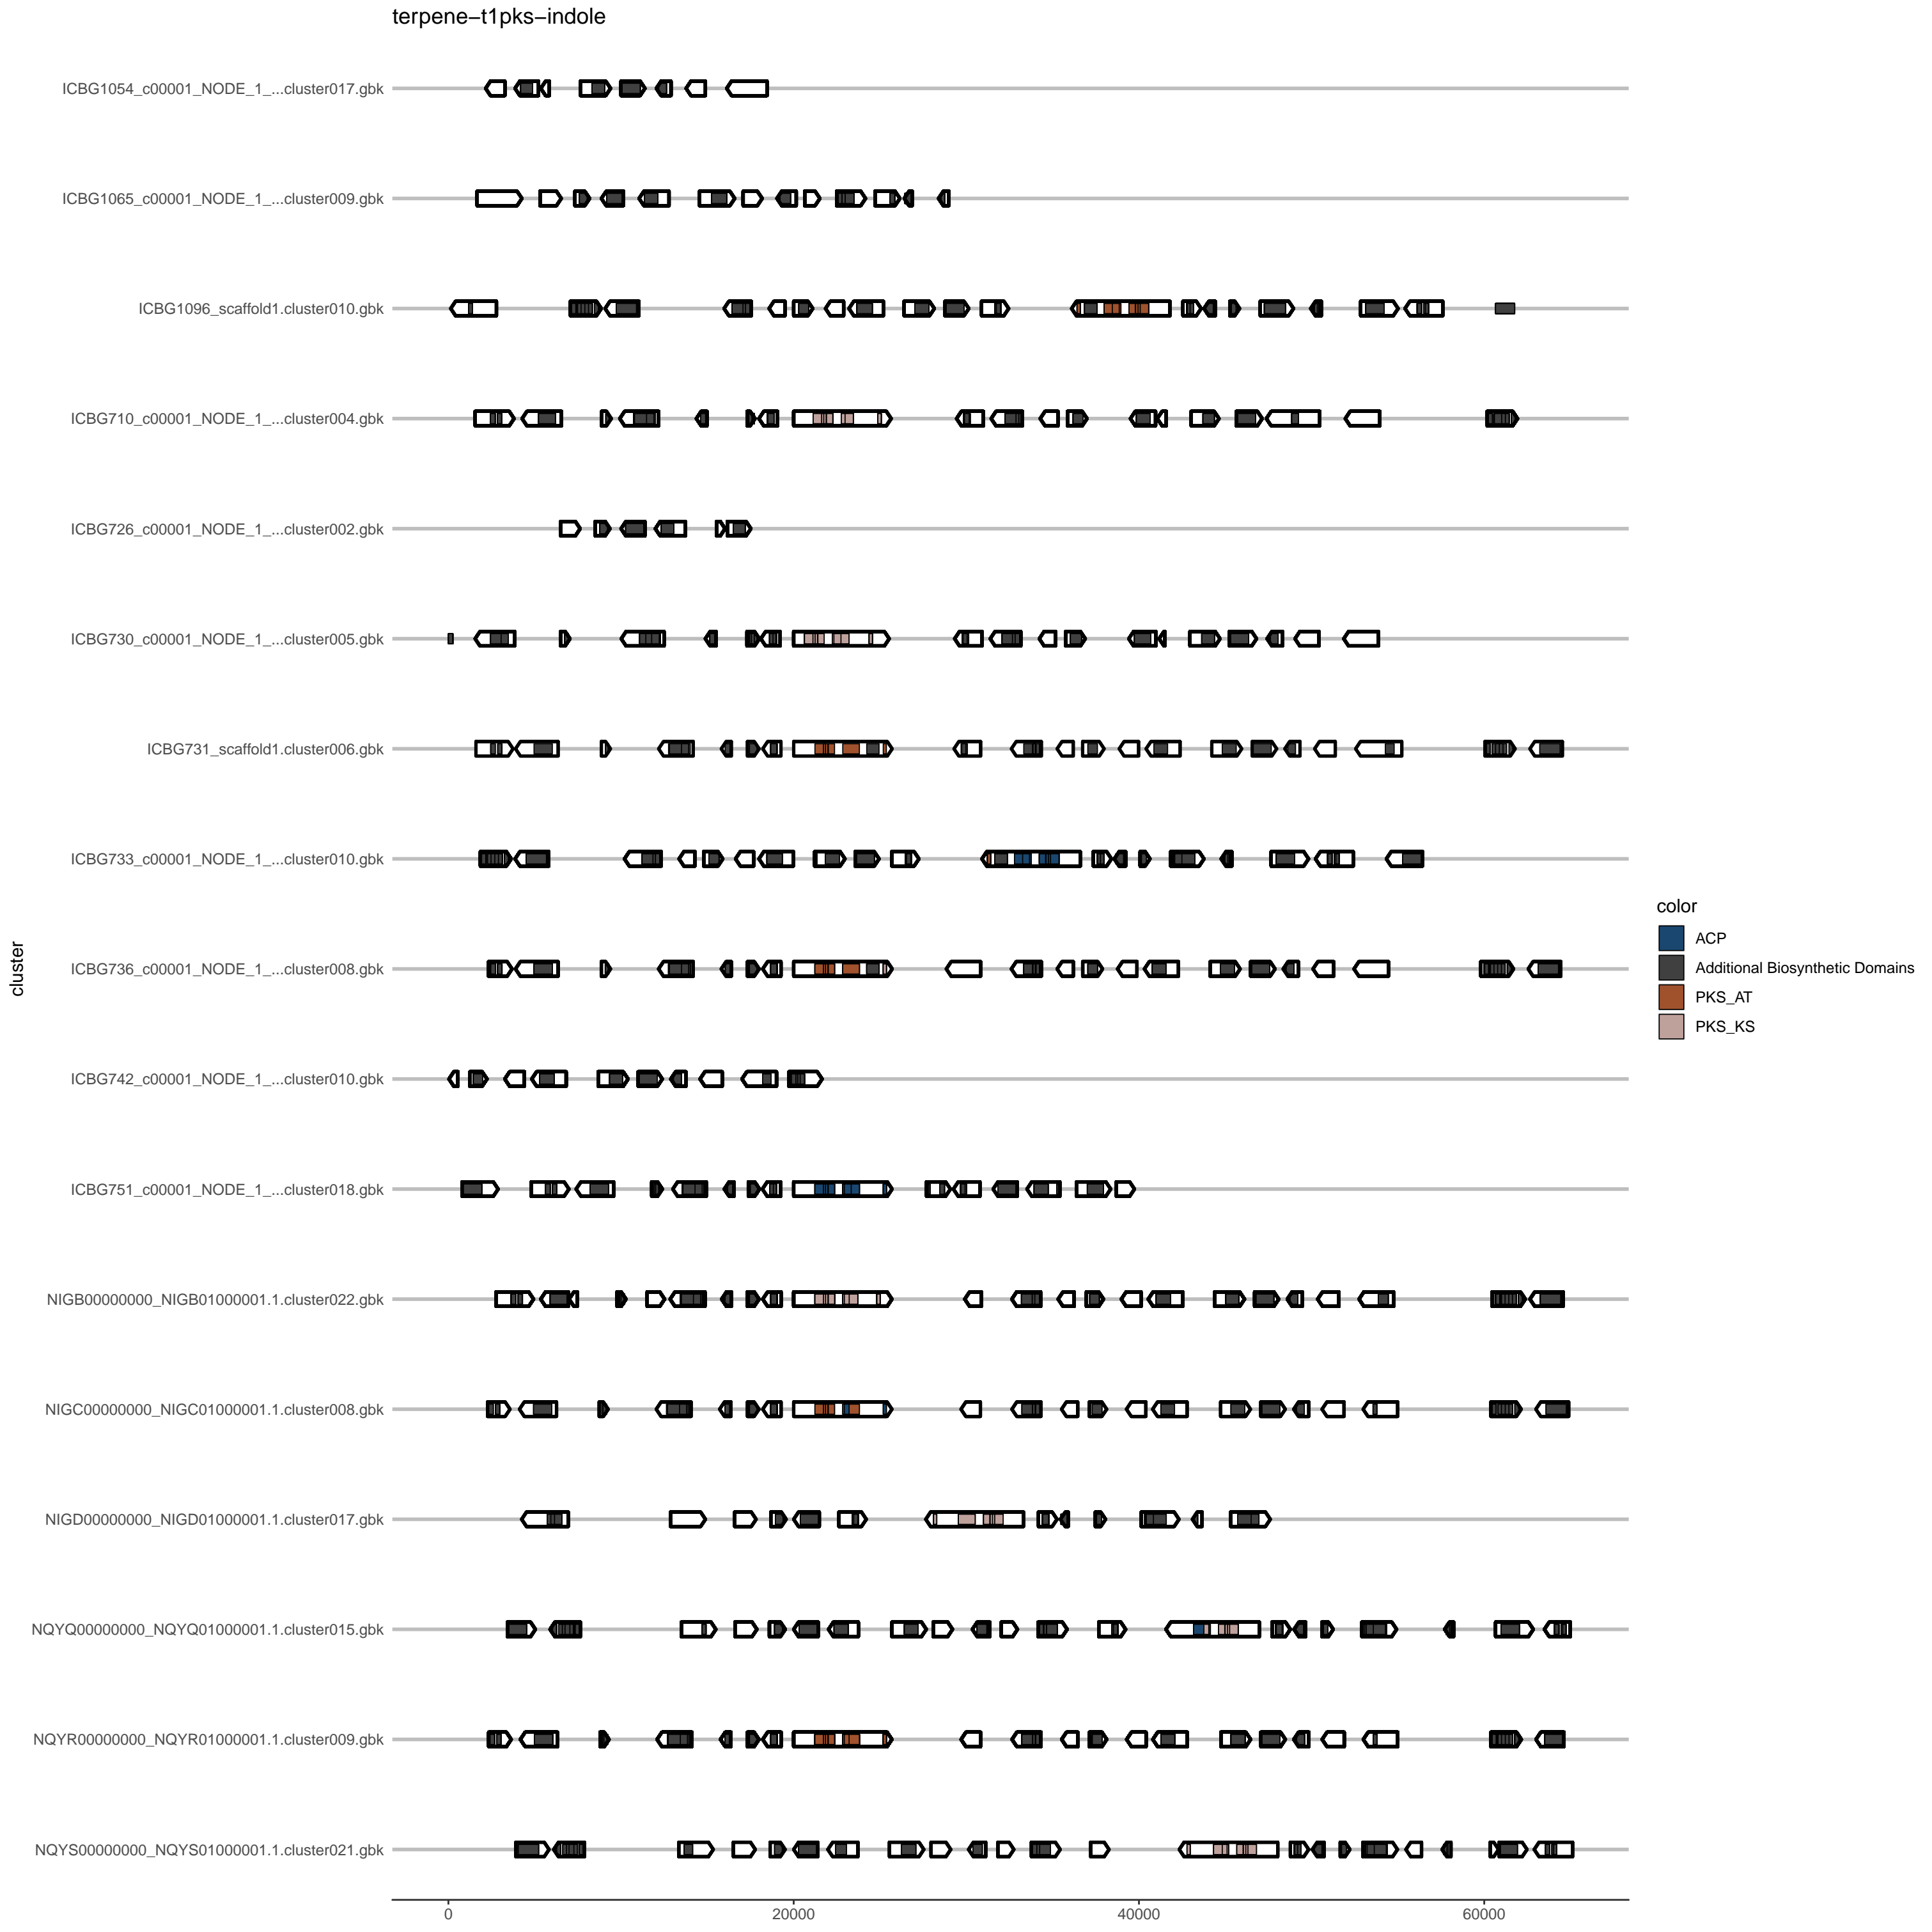 terpene−t1pks−indole
ICBG1054_c00001_NODE_1_...cluster017.gbk
ICBG1065_c00001_NODE_1_...cluster009.gbk
ICBG1096_scaffold1.cluster010.gbk
ICBG710_c00001_NODE_1_...cluster004.gbk
ICBG726_c00001_NODE_1_...cluster002.gbk
ICBG730_c00001_NODE_1_...cluster005.gbk
ICBG731_scaffold1.cluster006.gbk
ICBG733_c00001_NODE_1_...cluster010.gbk
ICBG736_c00001_NODE_1_...cluster008.gbk
ICBG742_c00001_NODE_1_...cluster010.gbk
ICBG751_c00001_NODE_1_...cluster018.gbk
NIGB00000000_NIGB01000001.1.cluster022.gbk
NIGC00000000_NIGC01000001.1.cluster008.gbk
NIGD00000000_NIGD01000001.1.cluster017.gbk
NQYQ00000000_NQYQ01000001.1.cluster015.gbk
NQYR00000000_NQYR01000001.1.cluster009.gbk
NQYS00000000_NQYS01000001.1.cluster021.gbk
cluster
0 20000 40000 60000
color
ACP
Additional Biosynthetic Domains
PKS_AT
PKS_KS